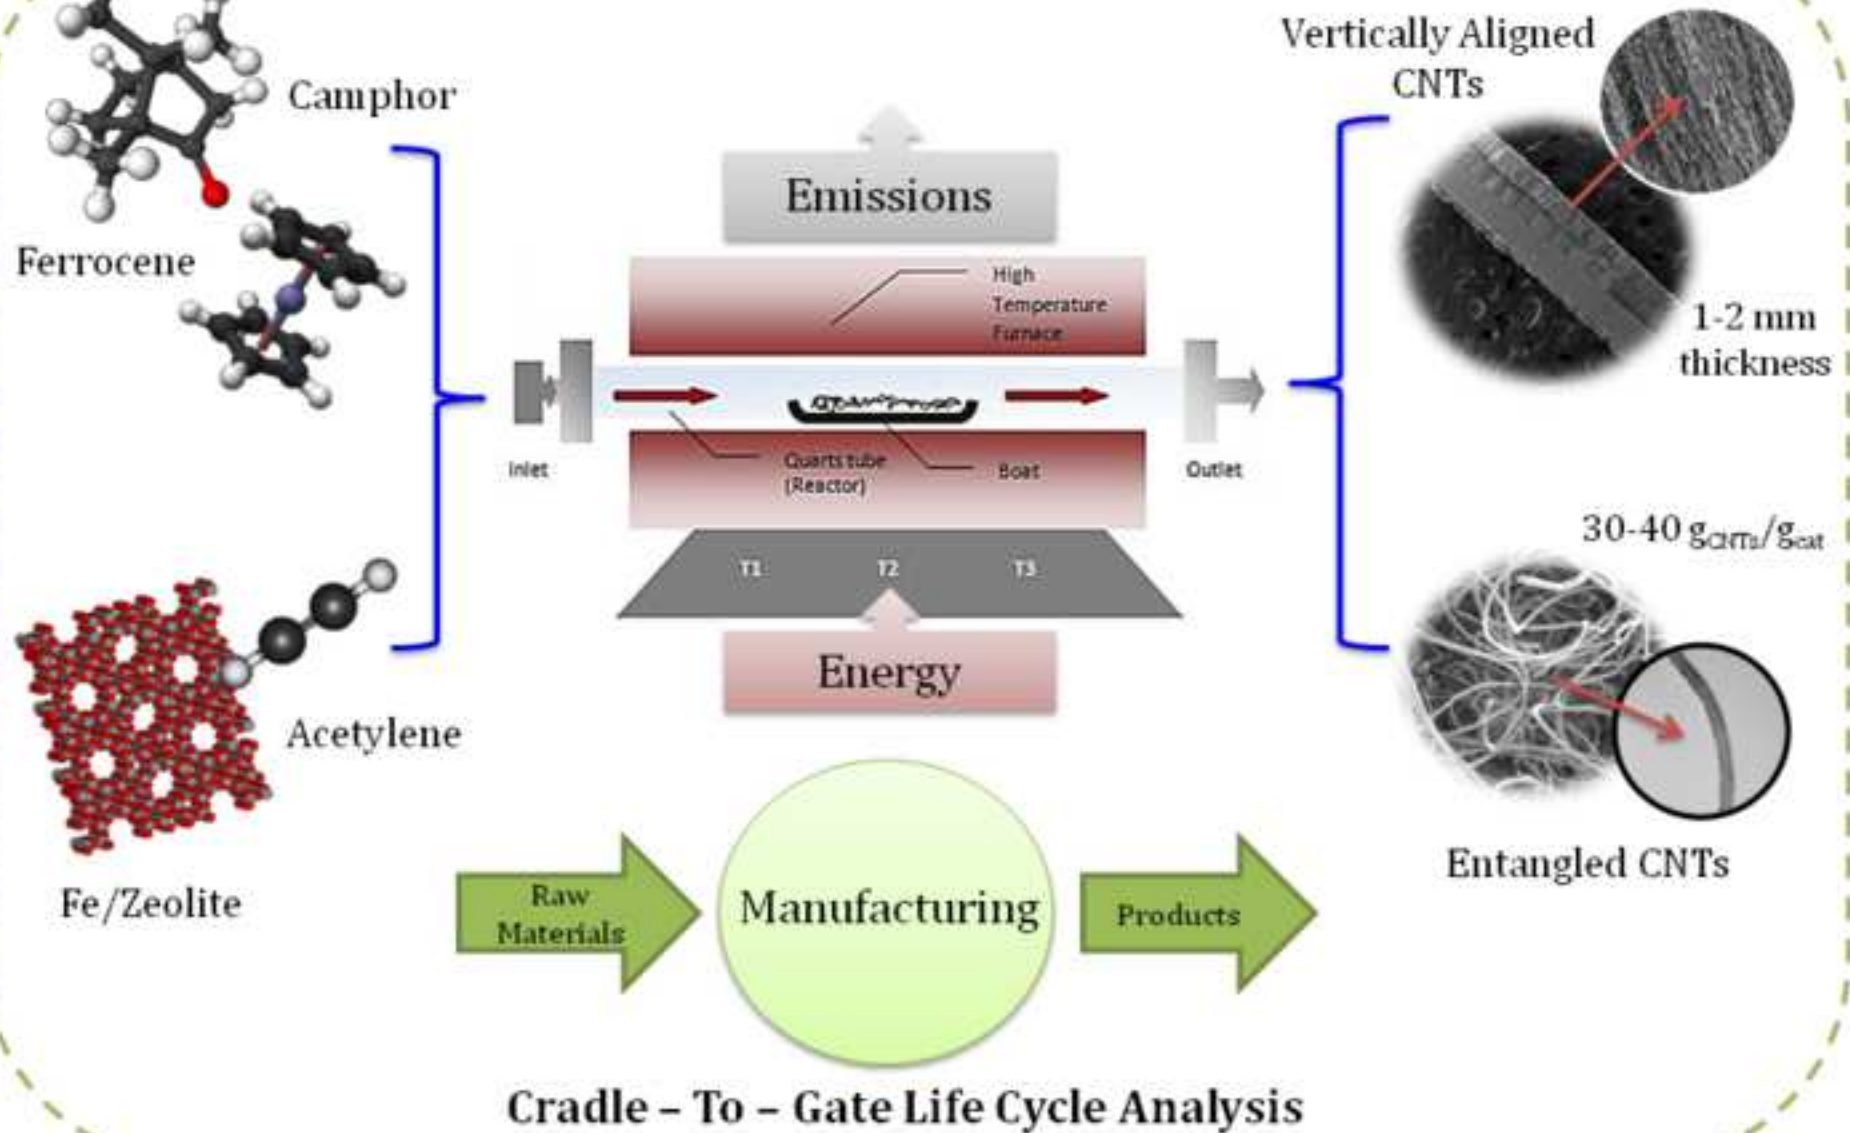 Camphor
Ferrocene
Acetylene
Fe/Zeolite
Emissions
High
Temperature
Furnace
Inlet
Quarts tube
(Reactor)
Boat
Outlet
T1
T2
T3
Energy
Vertically Aligned
CNTs
1-2 mm
thickness
30-40 gCNTs/gcat
Entangled CNTs
Raw
Materials
Manufacturing
Products
Cradle – To – Gate Life Cycle Analysis